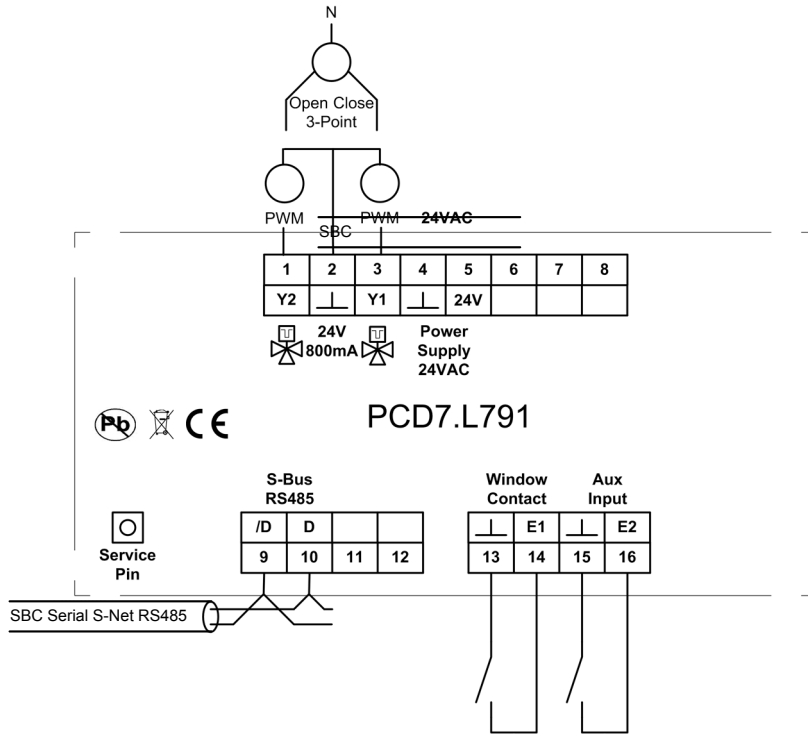 N
Open Close
3-Point
PWM PWM 24VAC
SBC
1 2 3 4 5 6 7 8
Y2 Y1 24V
24V
800mA
Power
Supply
24VAC
Pb CE
PCD7.L791
S-Bus
RS485
Window
Contact
Aux
Input
/D D
E1 E2
9 10 11 12
13 14 15 16
Service
Pin
SBC Serial S-Net RS485